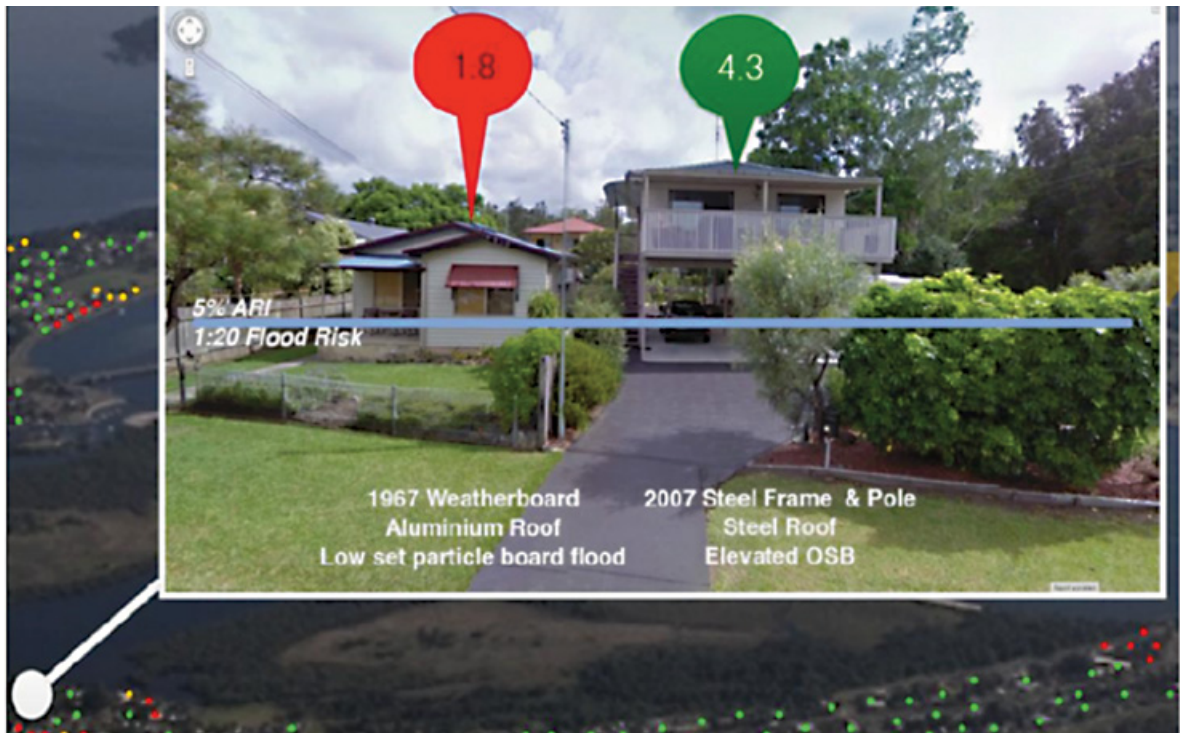 1.8
4.3
5% ARI
1:20 Flood Risk
1967 Weatherboard
Aluminium Roof
Low set particle board flood
2007 Steel Frame & Pole
Steel Roof
Elevated OSB